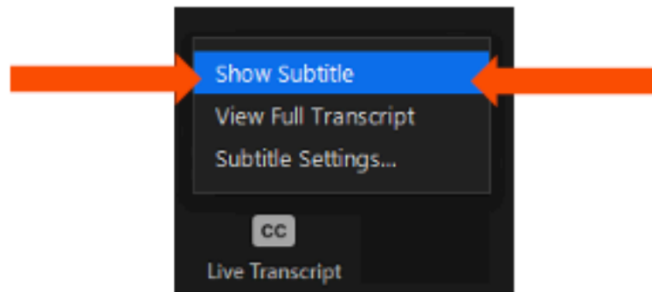 Show Subtitle
View Full Transcript
Subtitle Settings...
CC
Live Transcript